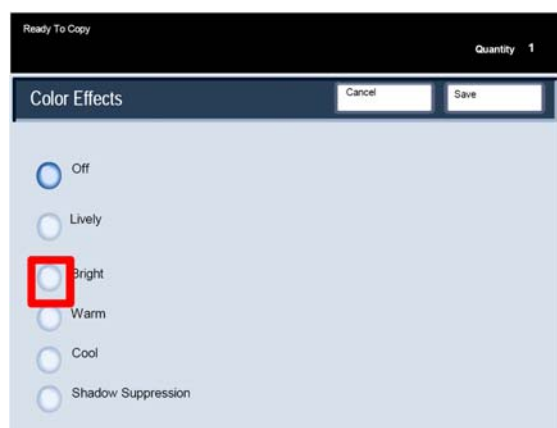 Ready To Copy
Quantity 1
Color Effects
Cancel
Save
Off
Lively
Bright
Warm
Cool
Shadow Suppression